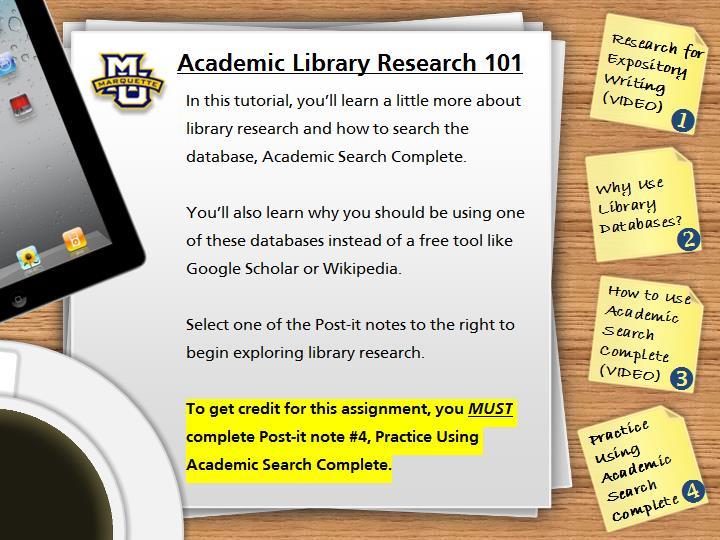 MU
MARQUETTE
Academic Library Research 101
In this tutorial, you'll learn a little more about
library research and how to search the
database, Academic Search Complete.
You'll also learn why you should be using one
of these databases instead of a free tool like
Google Scholar or Wikipedia.
Select one of the Post-it notes to the right to
begin exploring library research.
To get credit for this assignment, you MUST
complete Post-it note #4, Practice Using
Academic Search Complete.
Research for
Expository
Writing
(VIDEO)
1
Why Use
Library
Databases?
2
How to Use
Academic
Search
Complete
(VIDEO)
3
Practice
Using
Academic
Search
Complete
4